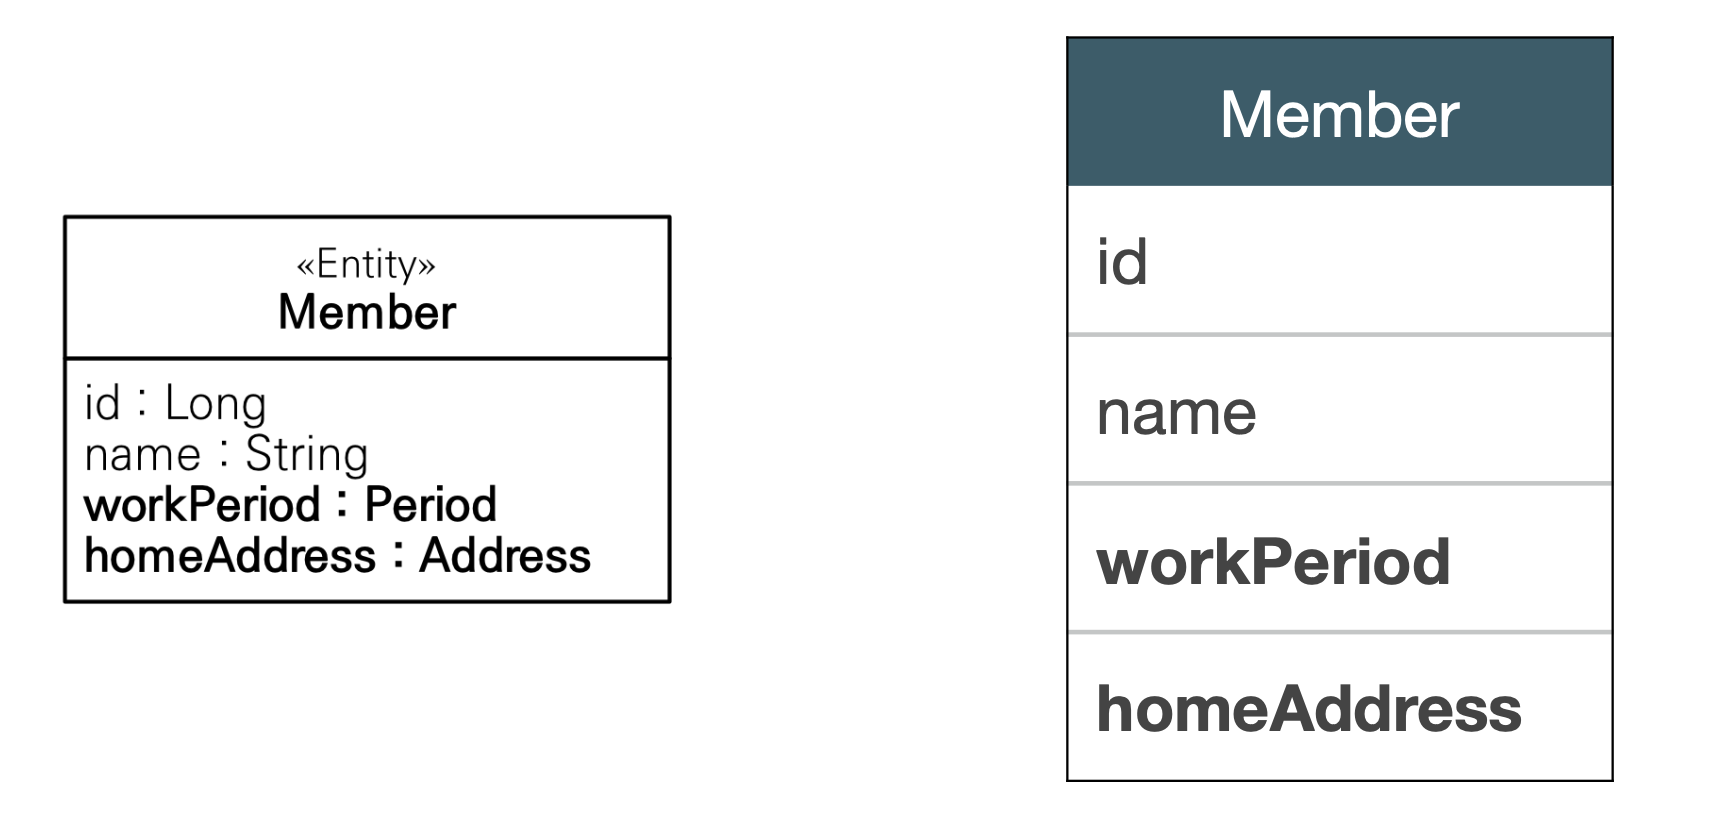 «Entity»
Member
id : Long
name : String
workPeriod : Period
homeAddress : Address
Member
id
name
workPeriod
homeAddress